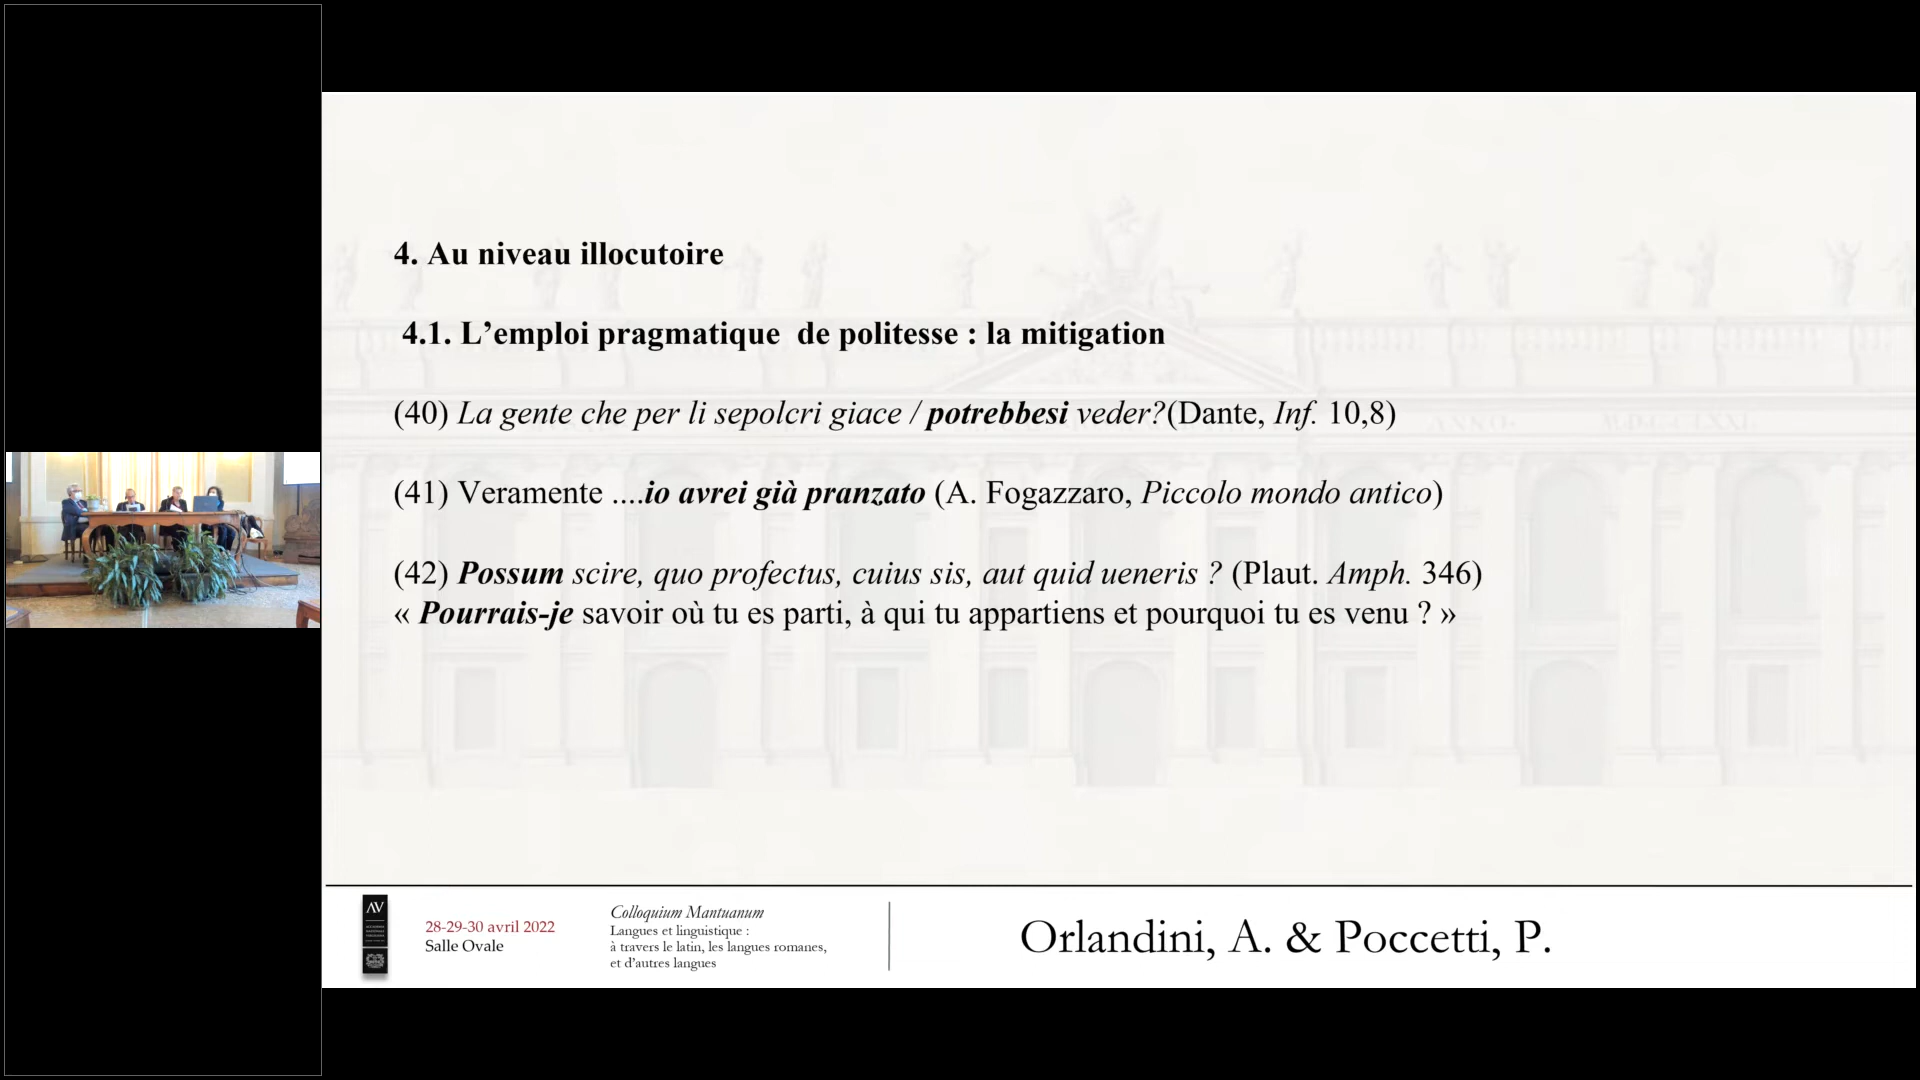 4. Au niveau illocutoire
4.1. L’emploi pragmatique de politesse : la mitigation
(40) La gente che per li sepolcri giace / potrebbesi veder?(Dante, Inf. 10,8)
(41) Veramente ....io avrei già pranzato (A. Fogazzaro, Piccolo mondo antico)
(42) Possum scire, quo profectus, cuius sis, aut quid ueneris ? (Plaut. Amph. 346)
« Pourrais-je savoir où tu es parti, à qui tu appartiens et pourquoi tu es venu ? »
AV
28-29-30 avril 2022
Salle Ovale
Colloquium Mantuanum
Langues et linguistique :
à travers le latin, les langues romanes,
et d’autres langues
Orlandini, A. & Poccetti, P.